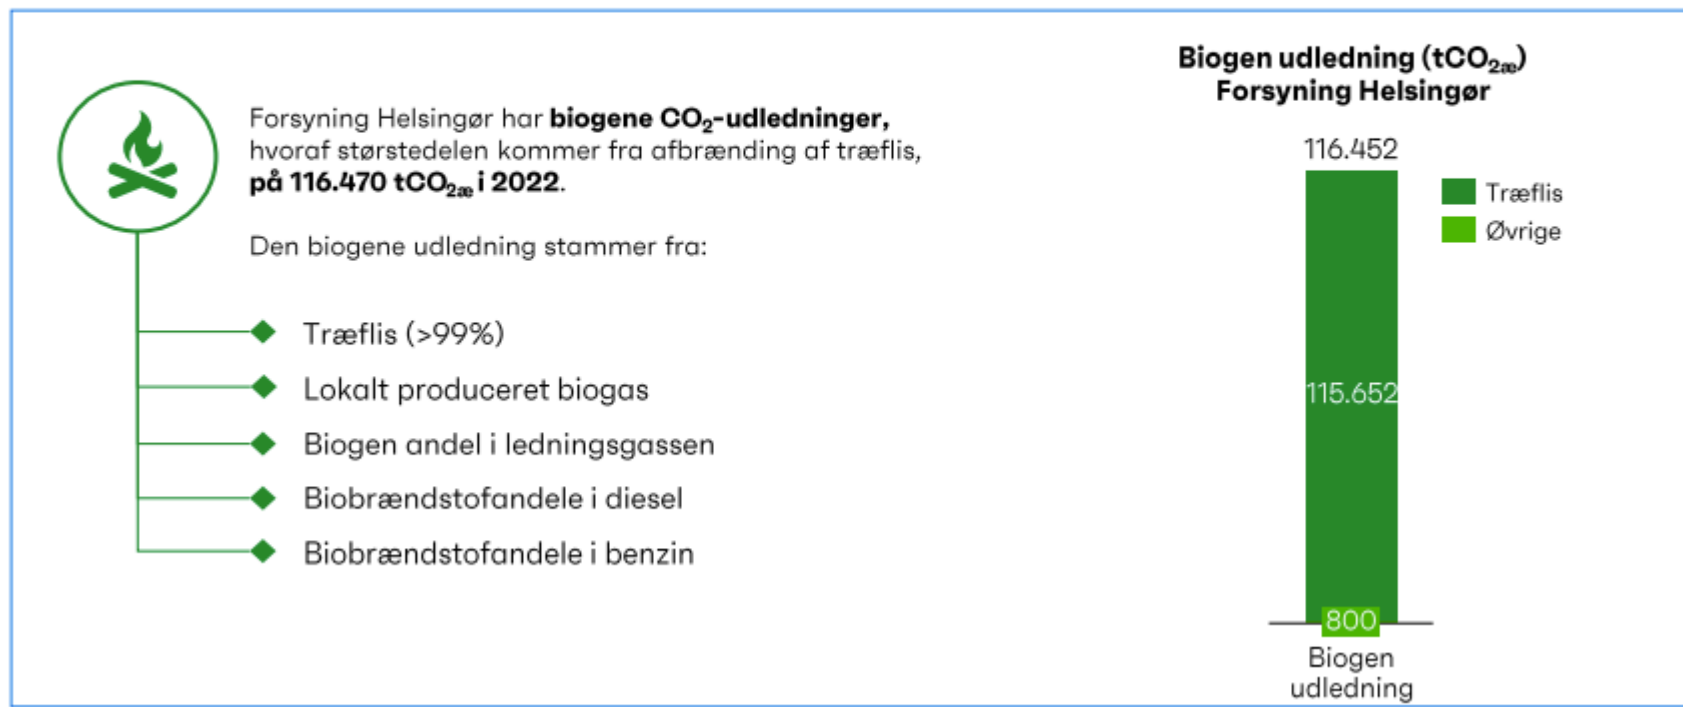 Forsyning Helsingør har biogene CO₂-udledninger,
hvoraf størstedelen kommer fra afbrænding af træflis,
på 116.470 tCO₂æ i 2022.
Den biogene udledning stammer fra:
Træflis (>99%)
Lokalt produceret biogas
Biogen andel i ledningsgassen
Biobrændstofandele i diesel
Biobrændstofandele i benzin
Biogen udledning (tCO₂æ)
Forsyning Helsingør
116.452
Træflis
Øvrige
115.652
800
Biogen
udledning